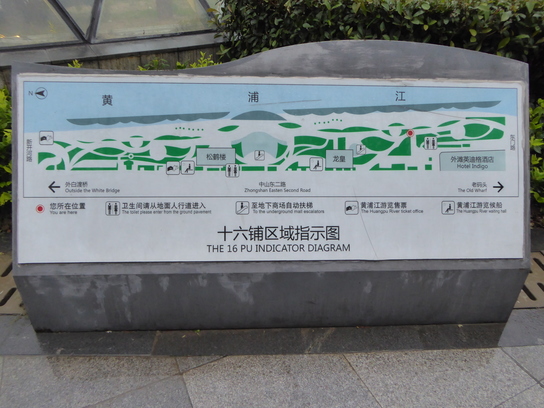 N
黄 浦 江
松鹤楼
龙皇
外滩英迪格酒店
Hotel Indigo
外白渡桥
Outside the White Bridge
中山东二路
Zhongshan Eastern Second Road
老码头
The Old Wharf
您所在位置
You are here
卫生间请从地面人行道进入
The toilet please enter from the ground pavement
至地下商场自动扶梯
To the underground mall escalators
黄浦江游览售票
The Huangpu River ticket office
黄浦江游览候船
The Huangpu River waiting hall
十六铺区域指示图
THE 16 PU INDICATOR DIAGRAM